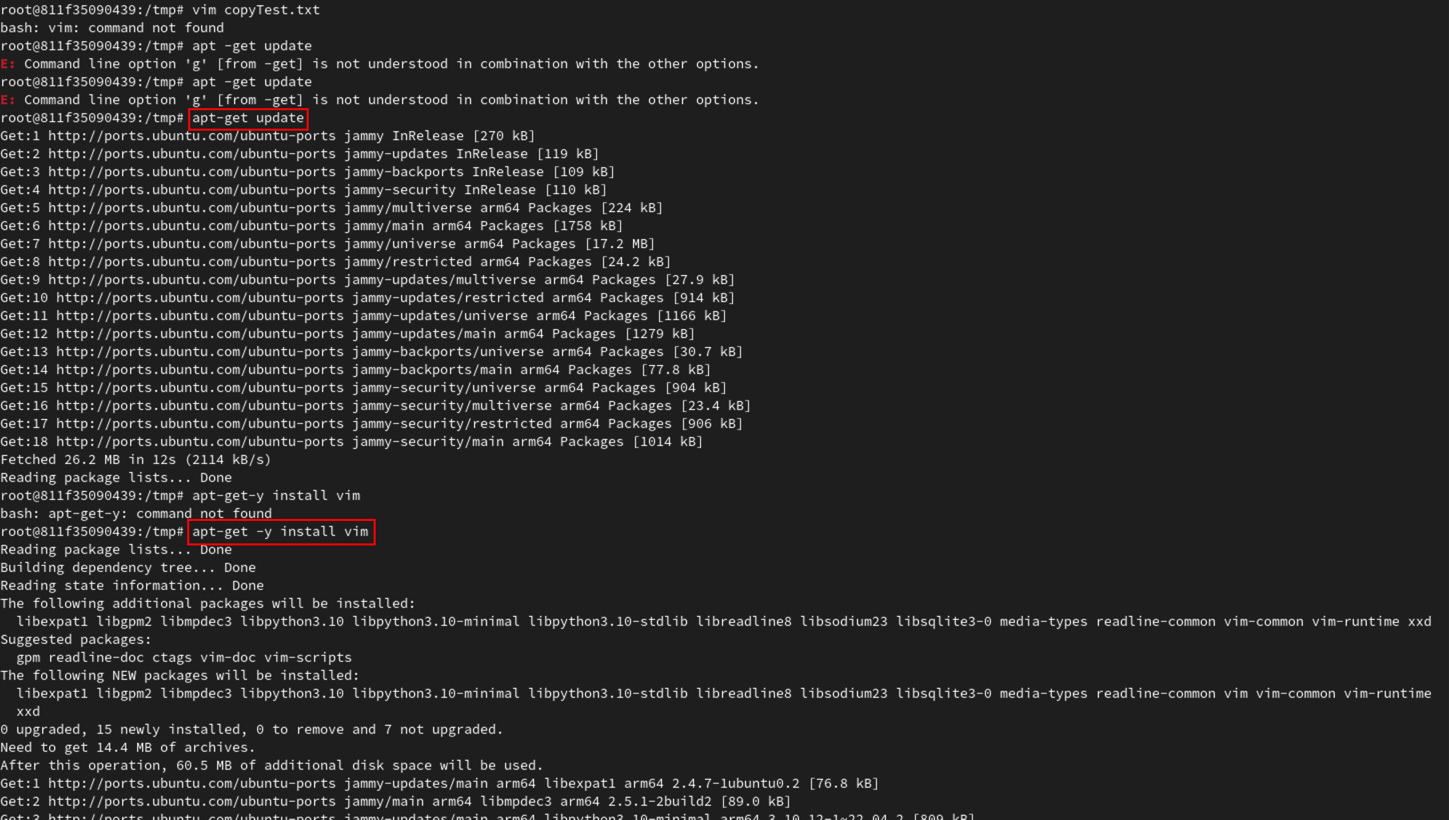 root@811f35090439:/tmp# vim copyTest.txt
bash: vim: command not found
root@811f35090439:/tmp# apt -get update
E: Command line option 'g' [from -get] is not understood in combination with the other options.
root@811f35090439:/tmp# apt -get update
E: Command line option 'g' [from -get] is not understood in combination with the other options.
root@811f35090439:/tmp# apt-get update
Get:1 http://ports.ubuntu.com/ubuntu-ports jammy InRelease [270 kB]
Get:2 http://ports.ubuntu.com/ubuntu-ports jammy-updates InRelease [119 kB]
Get:3 http://ports.ubuntu.com/ubuntu-ports jammy-backports InRelease [109 kB]
Get:4 http://ports.ubuntu.com/ubuntu-ports jammy-security InRelease [110 kB]
Get:5 http://ports.ubuntu.com/ubuntu-ports jammy/multiverse arm64 Packages [224 kB]
Get:6 http://ports.ubuntu.com/ubuntu-ports jammy/main arm64 Packages [1758 kB]
Get:7 http://ports.ubuntu.com/ubuntu-ports jammy/universe arm64 Packages [17.2 MB]
Get:8 http://ports.ubuntu.com/ubuntu-ports jammy/restricted arm64 Packages [24.2 kB]
Get:9 http://ports.ubuntu.com/ubuntu-ports jammy-updates/multiverse arm64 Packages [27.9 kB]
Get:10 http://ports.ubuntu.com/ubuntu-ports jammy-updates/restricted arm64 Packages [914 kB]
Get:11 http://ports.ubuntu.com/ubuntu-ports jammy-updates/universe arm64 Packages [1166 kB]
Get:12 http://ports.ubuntu.com/ubuntu-ports jammy-updates/main arm64 Packages [1279 kB]
Get:13 http://ports.ubuntu.com/ubuntu-ports jammy-backports/universe arm64 Packages [30.7 kB]
Get:14 http://ports.ubuntu.com/ubuntu-ports jammy-backports/main arm64 Packages [77.8 kB]
Get:15 http://ports.ubuntu.com/ubuntu-ports jammy-security/universe arm64 Packages [904 kB]
Get:16 http://ports.ubuntu.com/ubuntu-ports jammy-security/multiverse arm64 Packages [23.4 kB]
Get:17 http://ports.ubuntu.com/ubuntu-ports jammy-security/restricted arm64 Packages [906 kB]
Get:18 http://ports.ubuntu.com/ubuntu-ports jammy-security/main arm64 Packages [1014 kB]
Fetched 26.2 MB in 12s (2114 kB/s)
Reading package lists... Done
root@811f35090439:/tmp# apt-get-y install vim
bash: apt-get-y: command not found
root@811f35090439:/tmp# apt-get -y install vim
Reading package lists... Done
Building dependency tree... Done
Reading state information... Done
The following additional packages will be installed:
  libexpat1 libgpm2 libmpdec3 libpython3.10 libpython3.10-minimal libpython3.10-stdlib libreadline8 libsodium23 libsqlite3-0 media-types readline-common vim-common vim-runtime xxd
Suggested packages:
  gpm readline-doc ctags vim-doc vim-scripts
The following NEW packages will be installed:
  libexpat1 libgpm2 libmpdec3 libpython3.10 libpython3.10-minimal libpython3.10-stdlib libreadline8 libsodium23 libsqlite3-0 media-types readline-common vim vim-common vim-runtime
  xxd
0 upgraded, 15 newly installed, 0 to remove and 7 not upgraded.
Need to get 14.4 MB of archives.
After this operation, 60.5 MB of additional disk space will be used.
Get:1 http://ports.ubuntu.com/ubuntu-ports jammy-updates/main arm64 libexpat1 arm64 2.4.7-1ubuntu0.2 [76.8 kB]
Get:2 http://ports.ubuntu.com/ubuntu-ports jammy/main arm64 libmpdec3 arm64 2.5.1-2build2 [89.0 kB]
Get:3 http://ports.ubuntu.com/ubuntu-ports jammy-updates/main arm64 libpython3.10-minimal arm64 3.10.12-1~22.04.2 [809 kB]